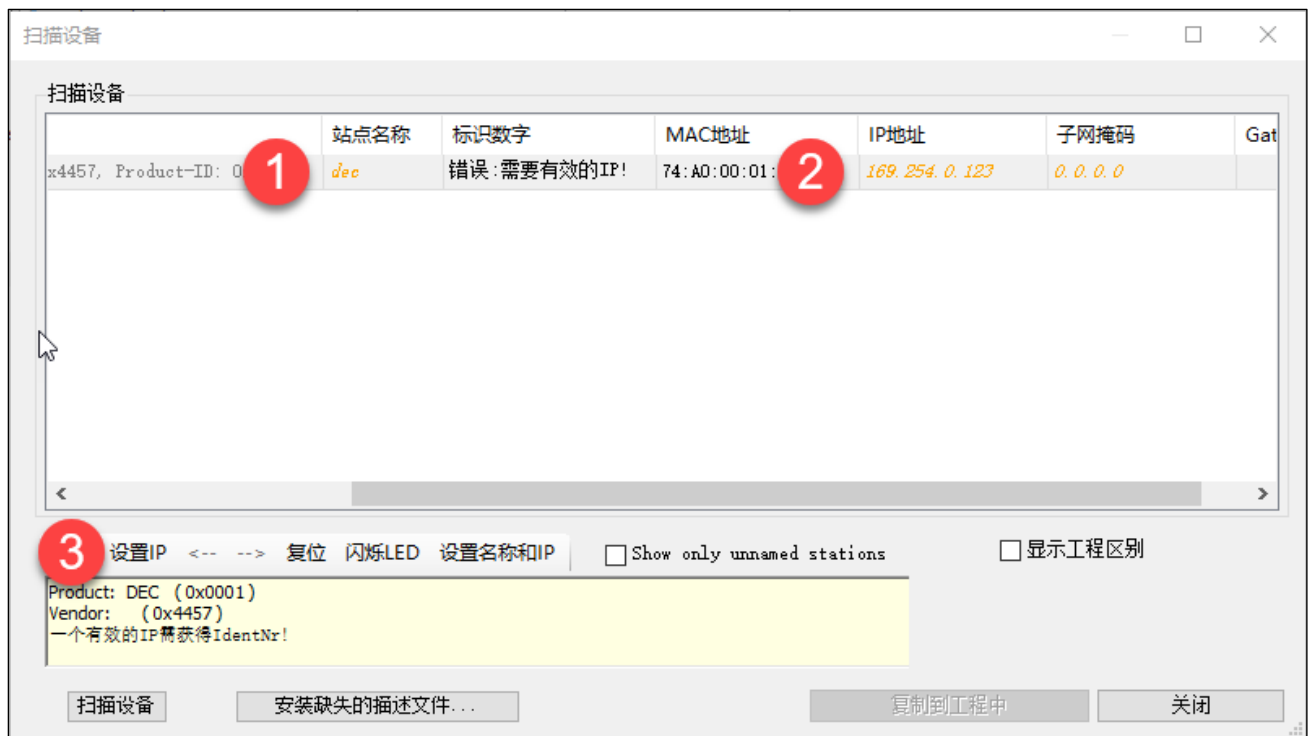 扫描设备
扫描设备
站点名称 标识数字 MAC地址 IP地址 子网掩码 Gat
x4457, Product-ID: 0 1 dec 错误:需要有效的IP! 74:A0:00:01: 2 169.254.0.123 0.0.0.0
3 设置IP <-- --> 复位 闪烁LED 设置名称和IP Show only unnamed stations 显示工程区别
Product: DEC (0x0001)
Vendor: (0x4457)
一个有效的IP需获得IdentNr!
扫描设备 安装缺失的描述文件... 复制到工程中 关闭